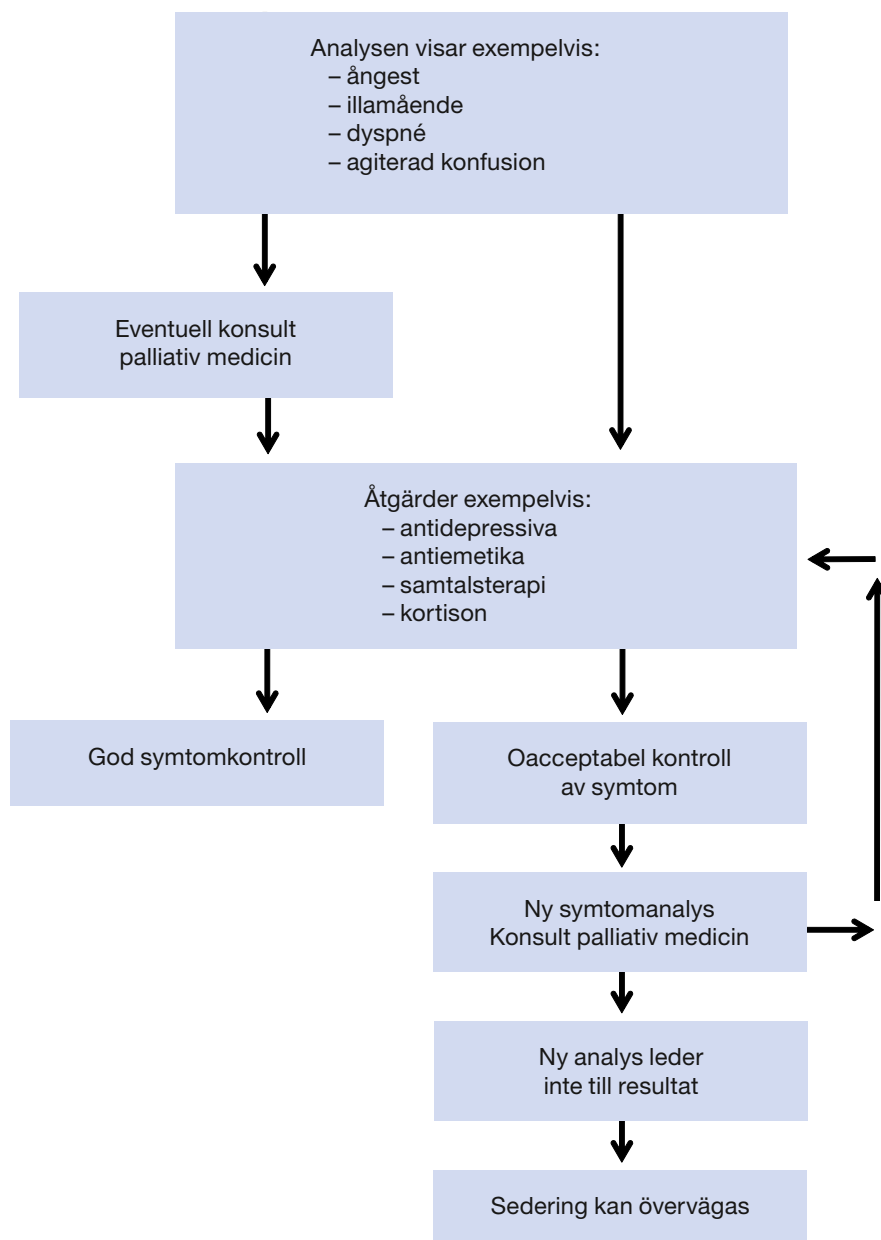 Analysen visar exempelvis:
– ångest
– illamående
– dyspné
– agiterad konfusion
Eventuell konsult
palliativ medicin
Åtgärder exempelvis:
– antidepressiva
– antiemetika
– samtalsterapi
– kortison
God symtomkontroll
Oacceptabel kontroll
av symtom
Ny symtomanalys
Konsult palliativ medicin
Ny analys leder
inte till resultat
Sedering kan övervägas